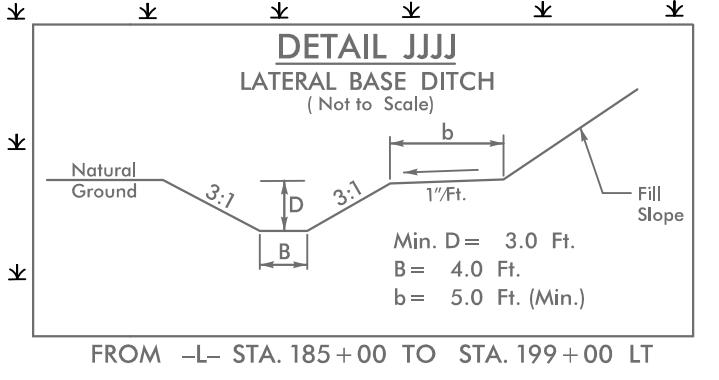 DETAIL JJJJ
LATERAL BASE DITCH
( Not to Scale)
b
Natural
Ground
3:1
D
3:1
1"/Ft.
Fill
Slope
B
Min. D = 3.0 Ft.
B = 4.0 Ft.
b = 5.0 Ft. (Min.)
FROM –L– STA. 185+00 TO STA. 199+00 LT